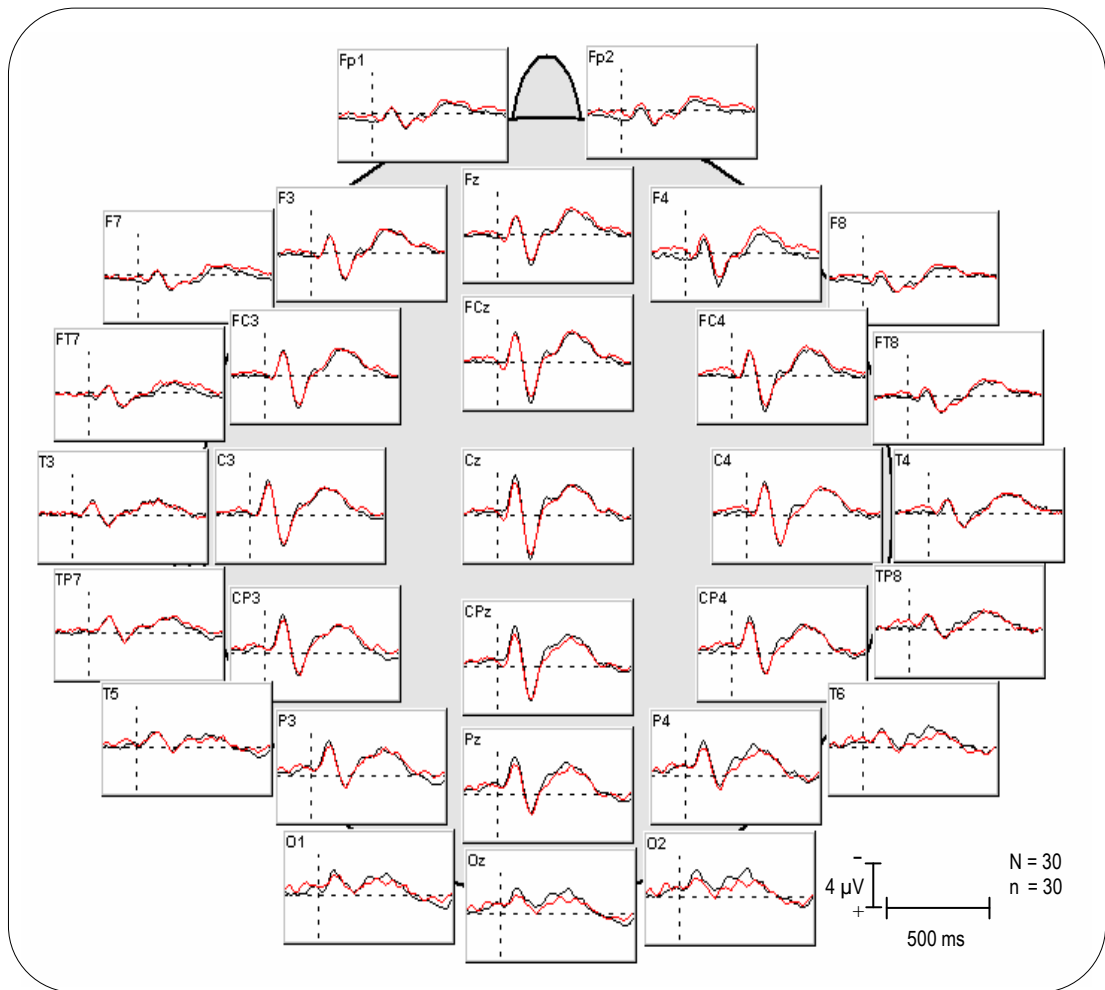 Fp1
Fp2
Fz
F3
F4
F7
F8
FCz
FC3
FC4
FT7
FT8
T3
C3
Cz
C4
T4
TP7
CP3
CPz
CP4
TP8
T5
P3
Pz
P4
T6
O1
Oz
O2
-
4 µV
+
500 ms
N = 30
n = 30